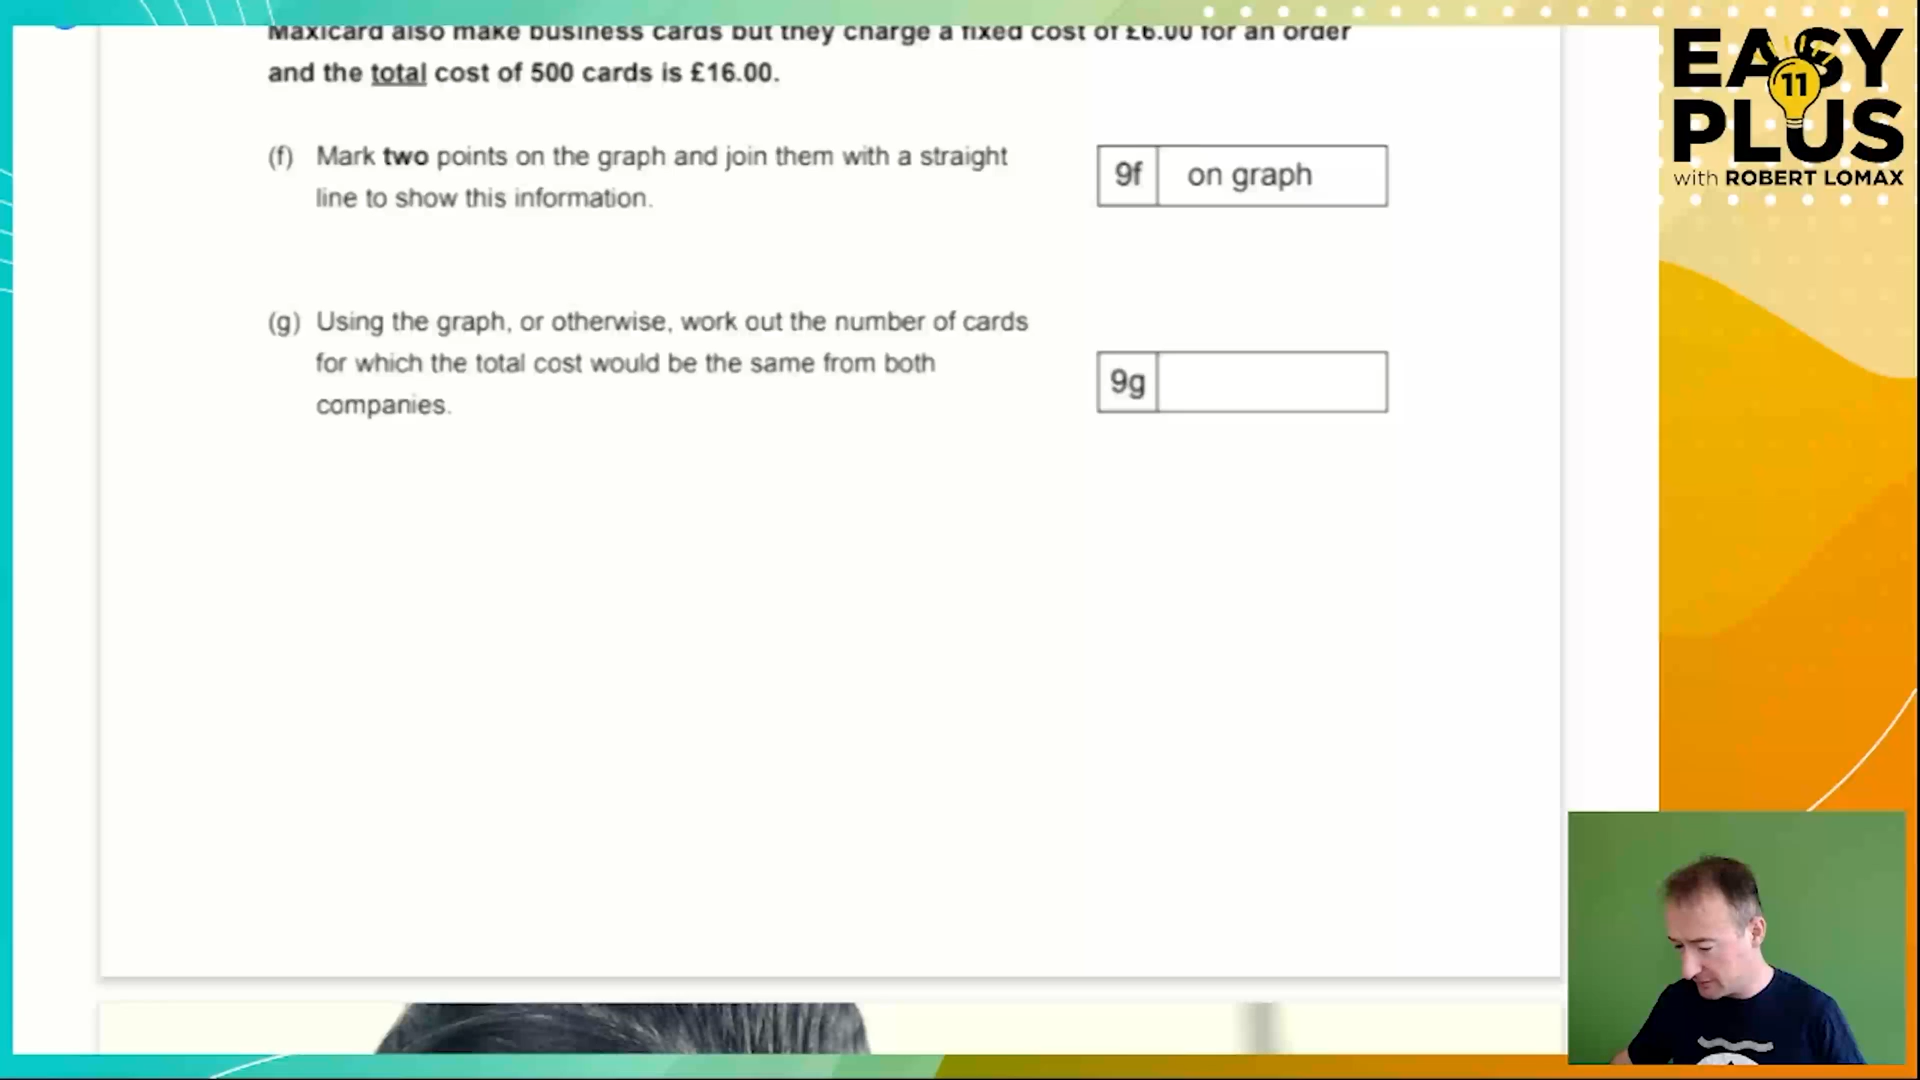 Maxicard also make business cards but they charge a fixed cost of £6.00 for an order
and the total cost of 500 cards is £16.00.
(f) Mark two points on the graph and join them with a straight
line to show this information.
9f on graph
(g) Using the graph, or otherwise, work out the number of cards
for which the total cost would be the same from both
companies.
9g
EASY
11
PLUS
with ROBERT LOMAX